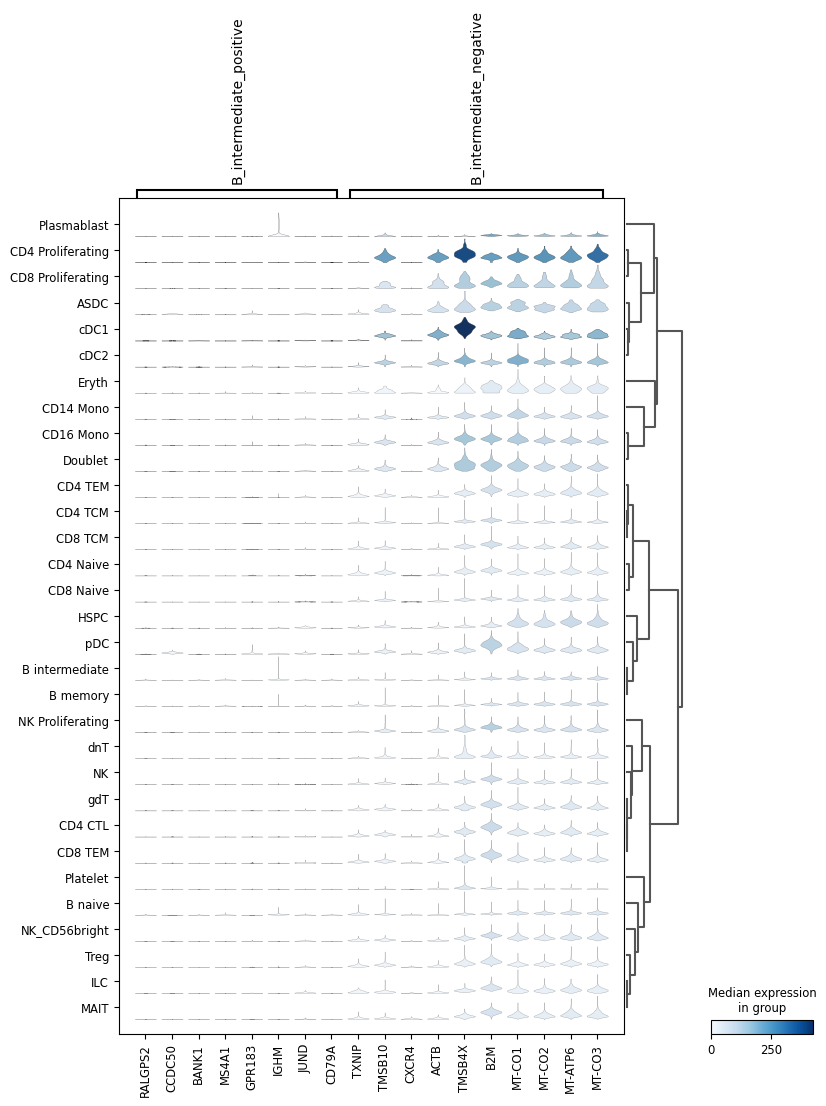 B_intermediate_positive
B_intermediate_negative
Plasmablast
CD4 Proliferating
CD8 Proliferating
ASDC
cDC1
cDC2
Eryth
CD14 Mono
CD16 Mono
Doublet
CD4 TEM
CD4 TCM
CD8 TCM
CD4 Naive
CD8 Naive
HSPC
pDC
B intermediate
B memory
NK Proliferating
dnT
NK
gdT
CD4 CTL
CD8 TEM
Platelet
B naive
NK_CD56bright
Treg
ILC
MAIT
RALGPS2
CCDC50
BANK1
MS4A1
GPR183
IGHM
JUND
CD79A
TXNIP
TMSB10
CXCR4
ACTB
TMSB4X
B2M
MT-CO1
MT-CO2
MT-ATP6
MT-CO3
Median expression
in group
0 250